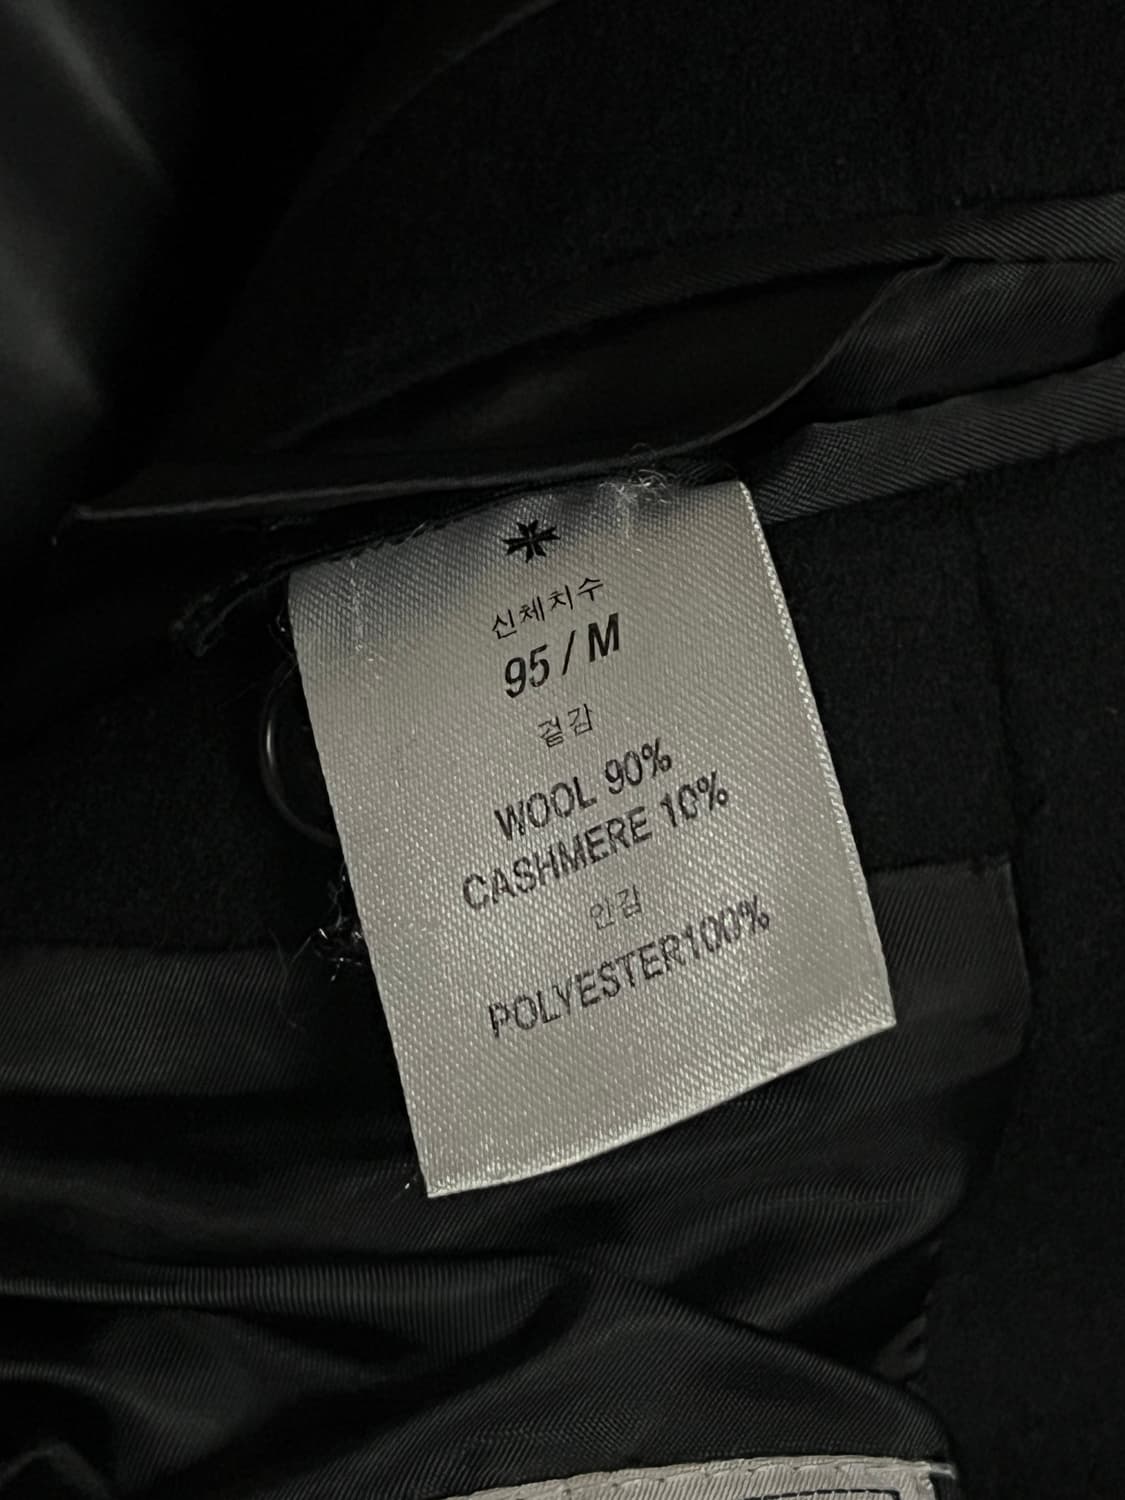 신체치수
95 / M
겉감
WOOL 90%
CASHMERE 10%
안감
POLYESTER100%